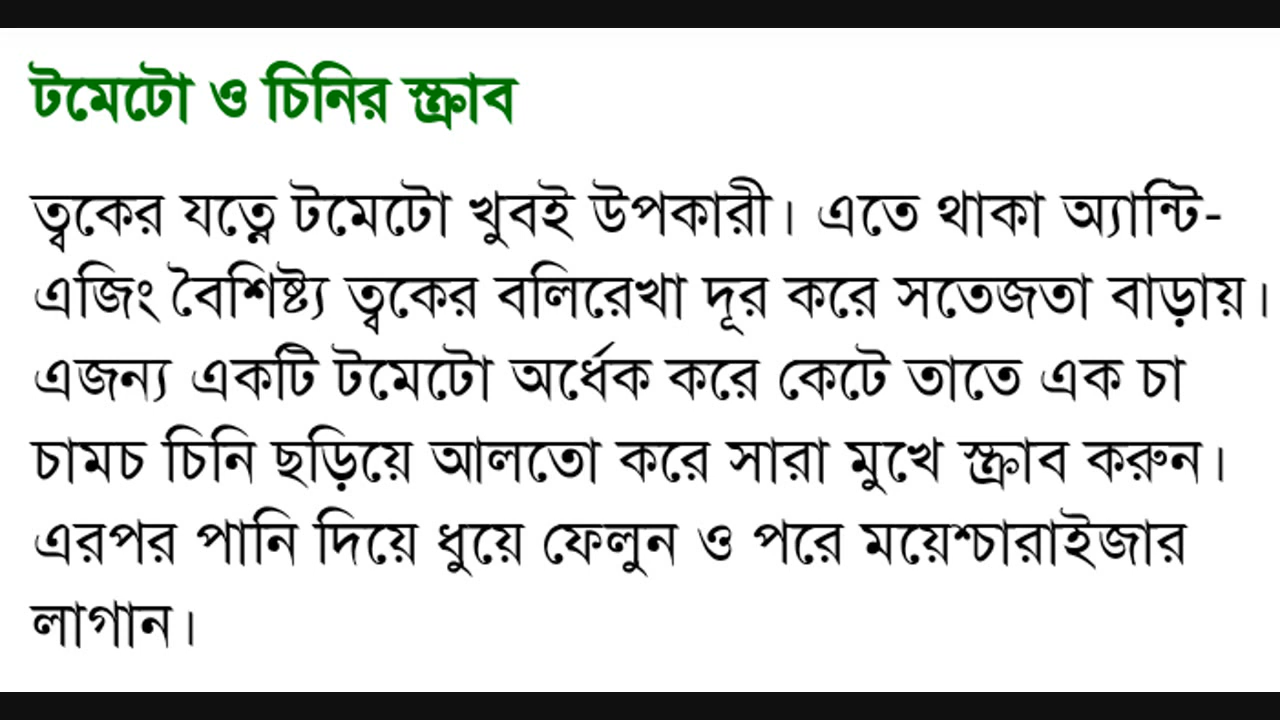 টমেটো ও চিনির স্ক্রাব
ত্বকের যত্নে টমেটো খুবই উপকারী। এতে থাকা অ্যান্টি-
এজিং বৈশিষ্ট্য ত্বকের বলিরেখা দূর করে সতেজতা বাড়ায়।
এজন্য একটি টমেটো অর্ধেক করে কেটে তাতে এক চা
চামচ চিনি ছড়িয়ে আলতো করে সারা মুখে স্ক্রাব করুন।
এরপর পানি দিয়ে ধুয়ে ফেলুন ও পরে ময়েশ্চারাইজার
লাগান।